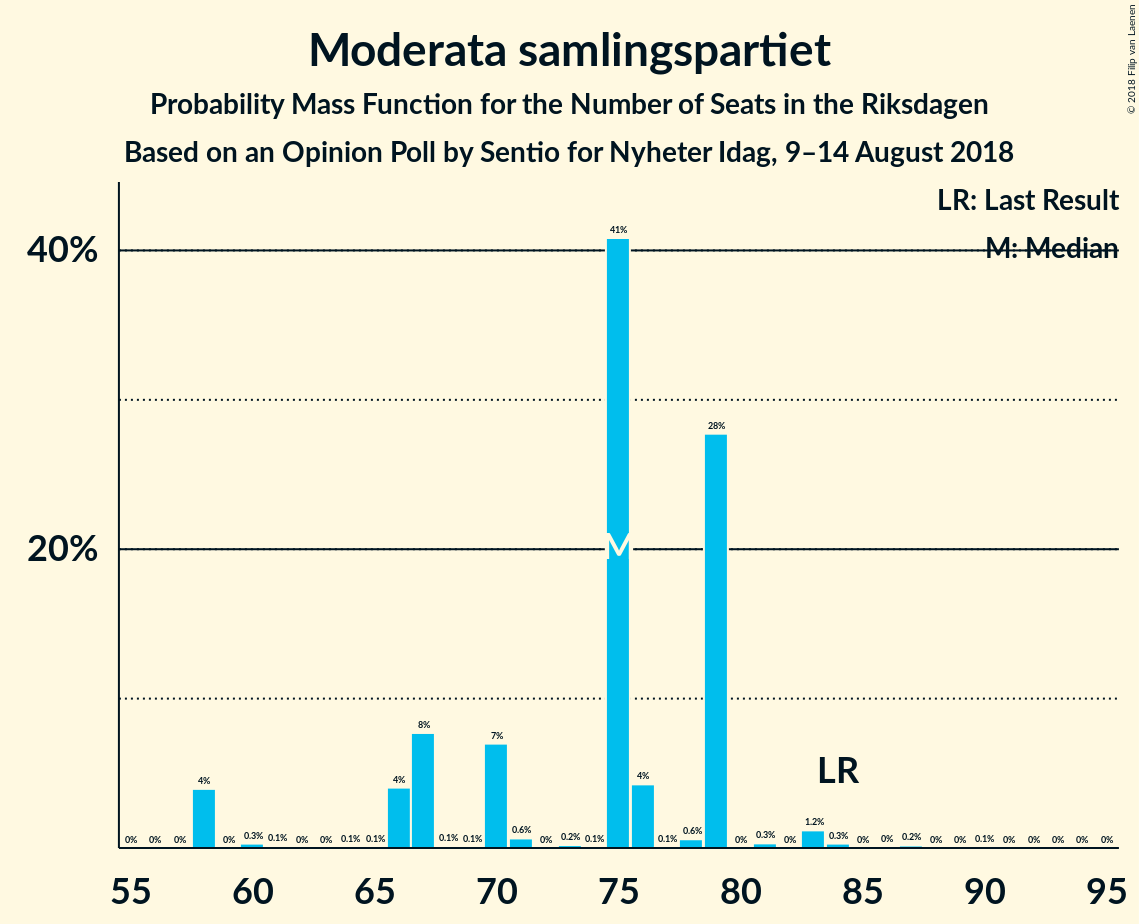 Moderata samlingspartiet
Probability Mass Function for the Number of Seats in the Riksdagen
Based on an Opinion Poll by Sentio for Nyheter Idag, 9–14 August 2018
© 2018 Filip van Laenen
LR: Last Result
M: Median
40%
20%
41%
28%
M
LR
0% 0% 0% 4% 0% 0.3% 0.1% 0% 0% 0.1% 0.1% 4% 8% 0.1% 0.1% 7% 0.6% 0% 0.2% 0.1% 4% 0.1% 0.6% 0% 0.3% 0% 1.2% 0.3% 0% 0% 0.2% 0% 0% 0.1% 0% 0% 0% 0% 0%
55 60 65 70 75 80 85 90 95